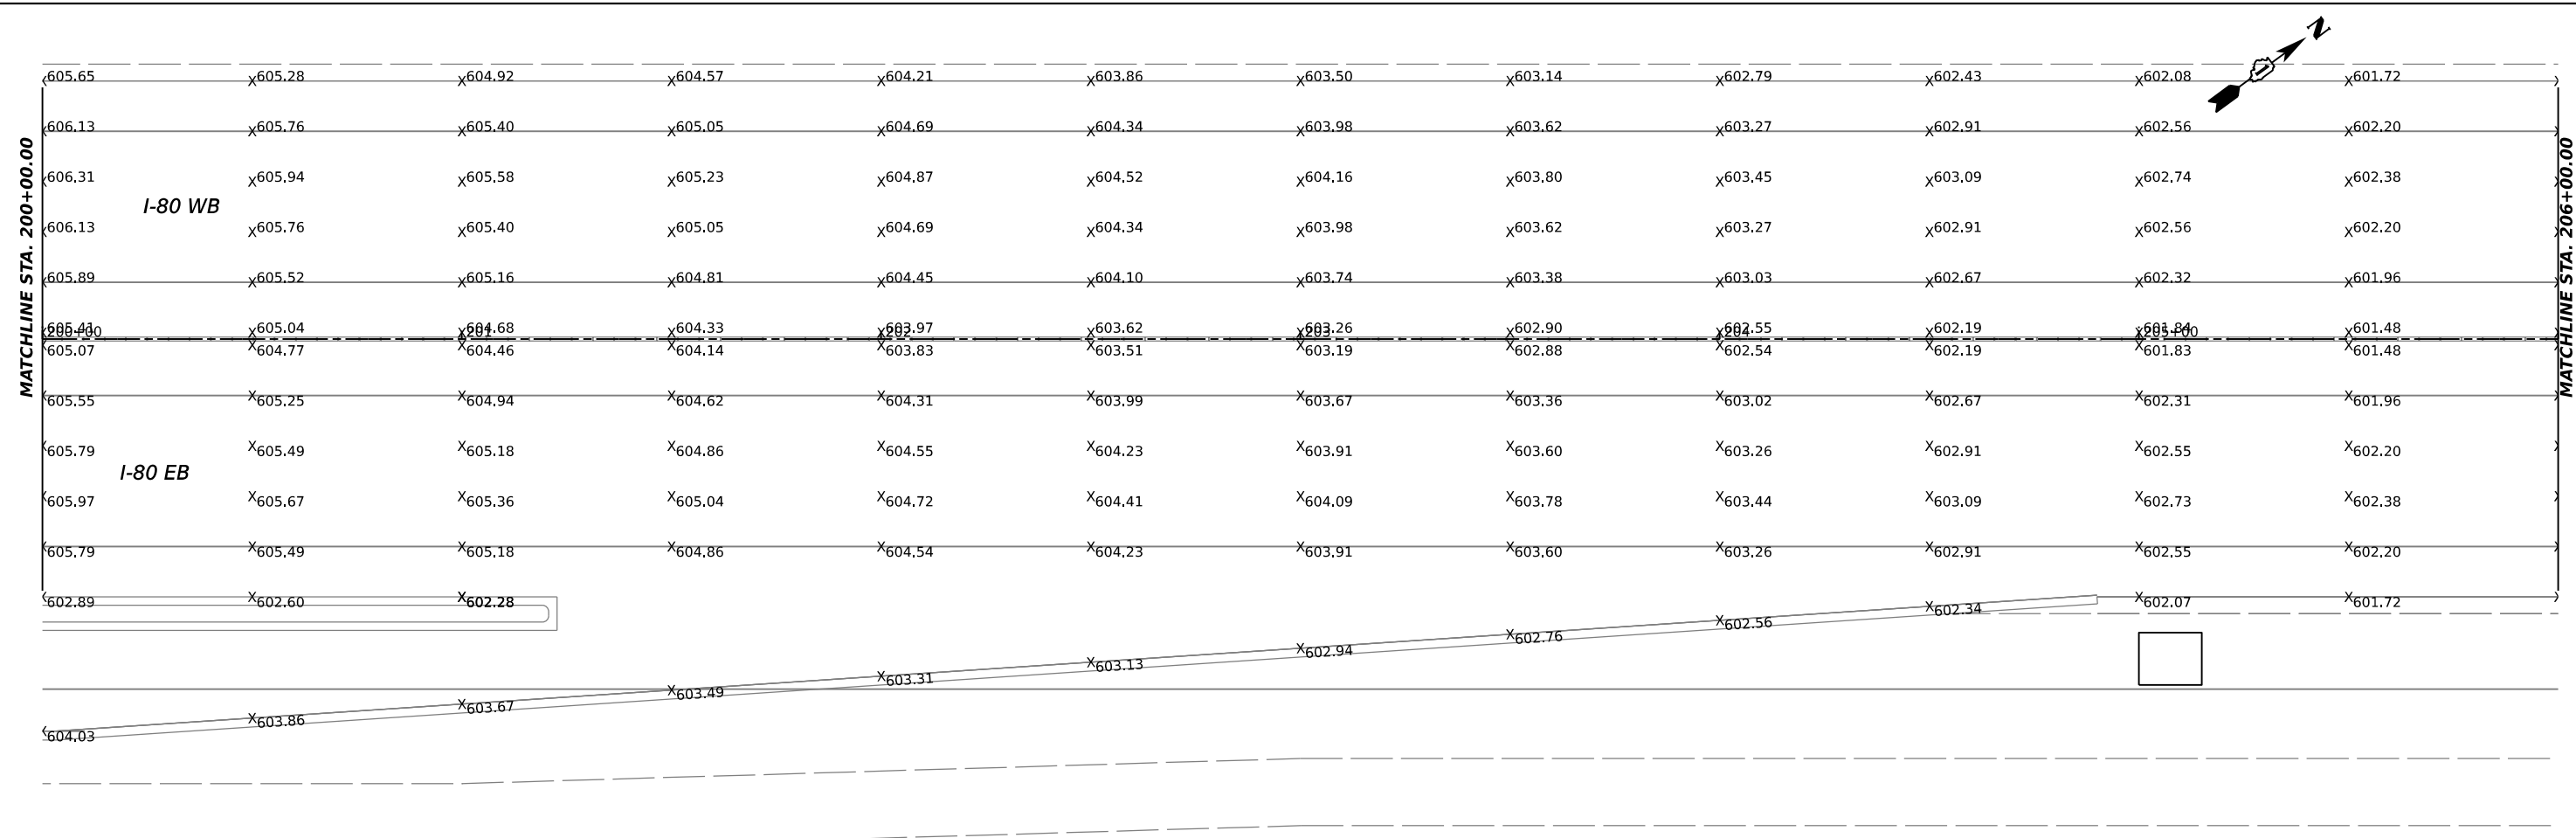 N
605.65 605.28 604.92 604.57 604.21 603.86 603.50 603.14 602.79 602.43 602.08 601.72
606.13 605.76 605.40 605.05 604.69 604.34 603.98 603.62 603.27 602.91 602.56 602.20
606.31 605.94 605.58 605.23 604.87 604.52 604.16 603.80 603.45 603.09 602.74 602.38
I-80 WB
606.13 605.76 605.40 605.05 604.69 604.34 603.98 603.62 603.27 602.91 602.56 602.20
605.89 605.52 605.16 604.81 604.45 604.10 603.74 603.38 603.03 602.67 602.32 601.96
605.41 605.04 604.68 604.33 603.97 603.62 603.26 602.90 602.55 602.19 601.84 601.48
200+00 201 202 203 204 205+00
605.07 604.77 604.46 604.14 603.83 603.51 603.19 602.88 602.54 602.19 601.83 601.48
605.55 605.25 604.94 604.62 604.31 603.99 603.67 603.36 603.02 602.67 602.31 601.96
605.79 605.49 605.18 604.86 604.55 604.23 603.91 603.60 603.26 602.91 602.55 602.20
I-80 EB
605.97 605.67 605.36 605.04 604.72 604.41 604.09 603.78 603.44 603.09 602.73 602.38
605.79 605.49 605.18 604.86 604.54 604.23 603.91 603.60 603.26 602.91 602.55 602.20
602.89 602.60 602.28 602.34 602.07 601.72
604.03 603.86 603.67 603.49 603.31 603.13 602.94 602.76 602.56
MATCHLINE STA. 200+00.00
MATCHLINE STA. 206+00.00